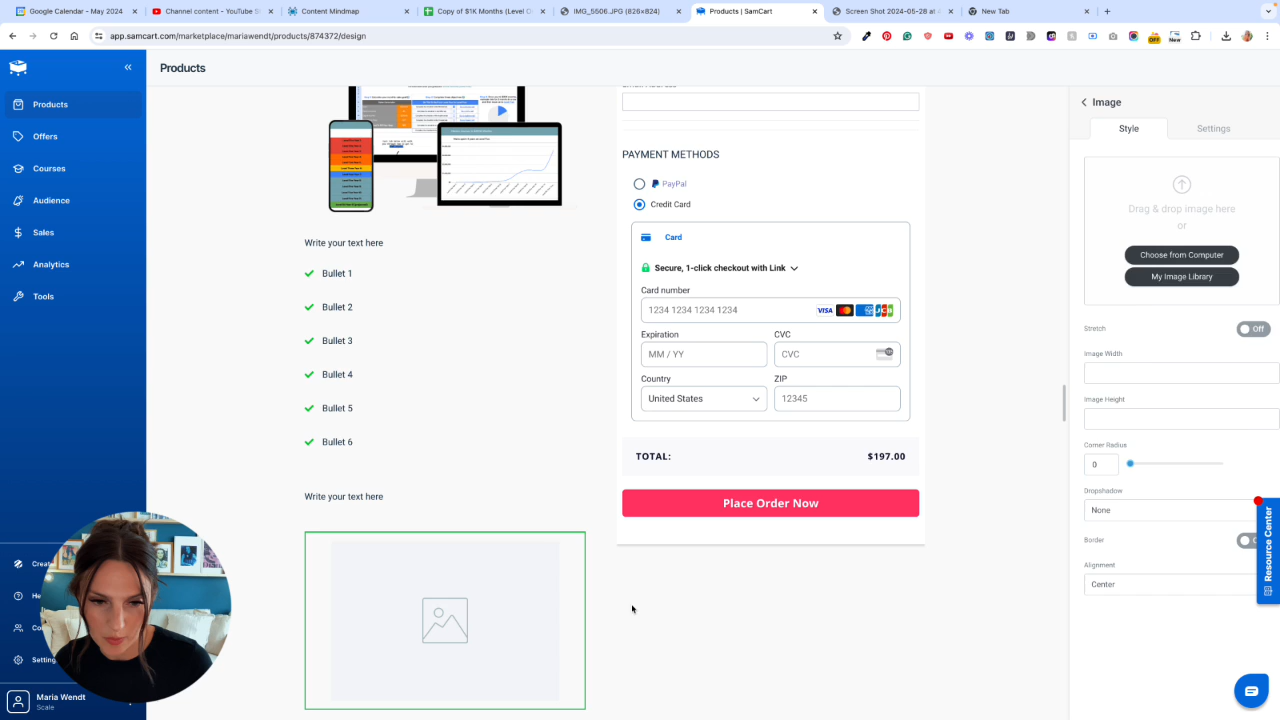 Google Calendar - May 2024
Channel content - YouTube St
Content Mindmap
Copy of $1K Months (Level O
IMG_5506.JPG (826×824)
Products | SamCart
Screen Shot 2024-05-28 at
New Tab
app.samcart.com/marketplace/mariawendt/products/874372/design
OFF
New
Products
Products
Offers
Courses
Audience
Sales
Analytics
Tools
Maria Wendt
Scale
Write your text here
Bullet 1
Bullet 2
Bullet 3
Bullet 4
Bullet 5
Bullet 6
Write your text here
PAYMENT METHODS
PayPal
Credit Card
Card
Secure, 1-click checkout with Link
Card number
1234 1234 1234 1234
VISA
JCB
Expiration
CVC
MM / YY
CVC
Country
ZIP
United States
12345
TOTAL:
$197.00
Place Order Now
Image
Style
Settings
Drag & drop image here
or
Choose from Computer
My Image Library
Stretch
Off
Image Width
Image Height
Corner Radius
0
Dropshadow
None
Border
Alignment
Center
Resource Center